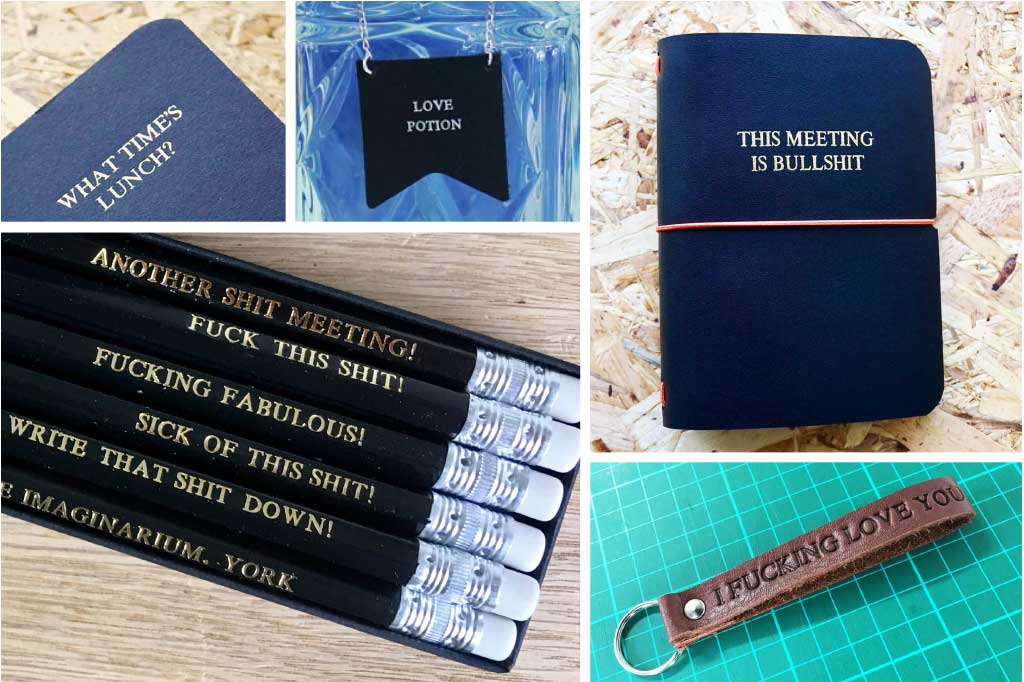 WHAT TIME'S
LUNCH?
LOVE
POTION
THIS MEETING
IS BULLSHIT
ANOTHER SHIT MEETING!
FUCK THIS SHIT!
FUCKING FABULOUS!
SICK OF THIS SHIT!
WRITE THAT SHIT DOWN!
IMAGINARIUM, YORK
I FUCKING LOVE YOU